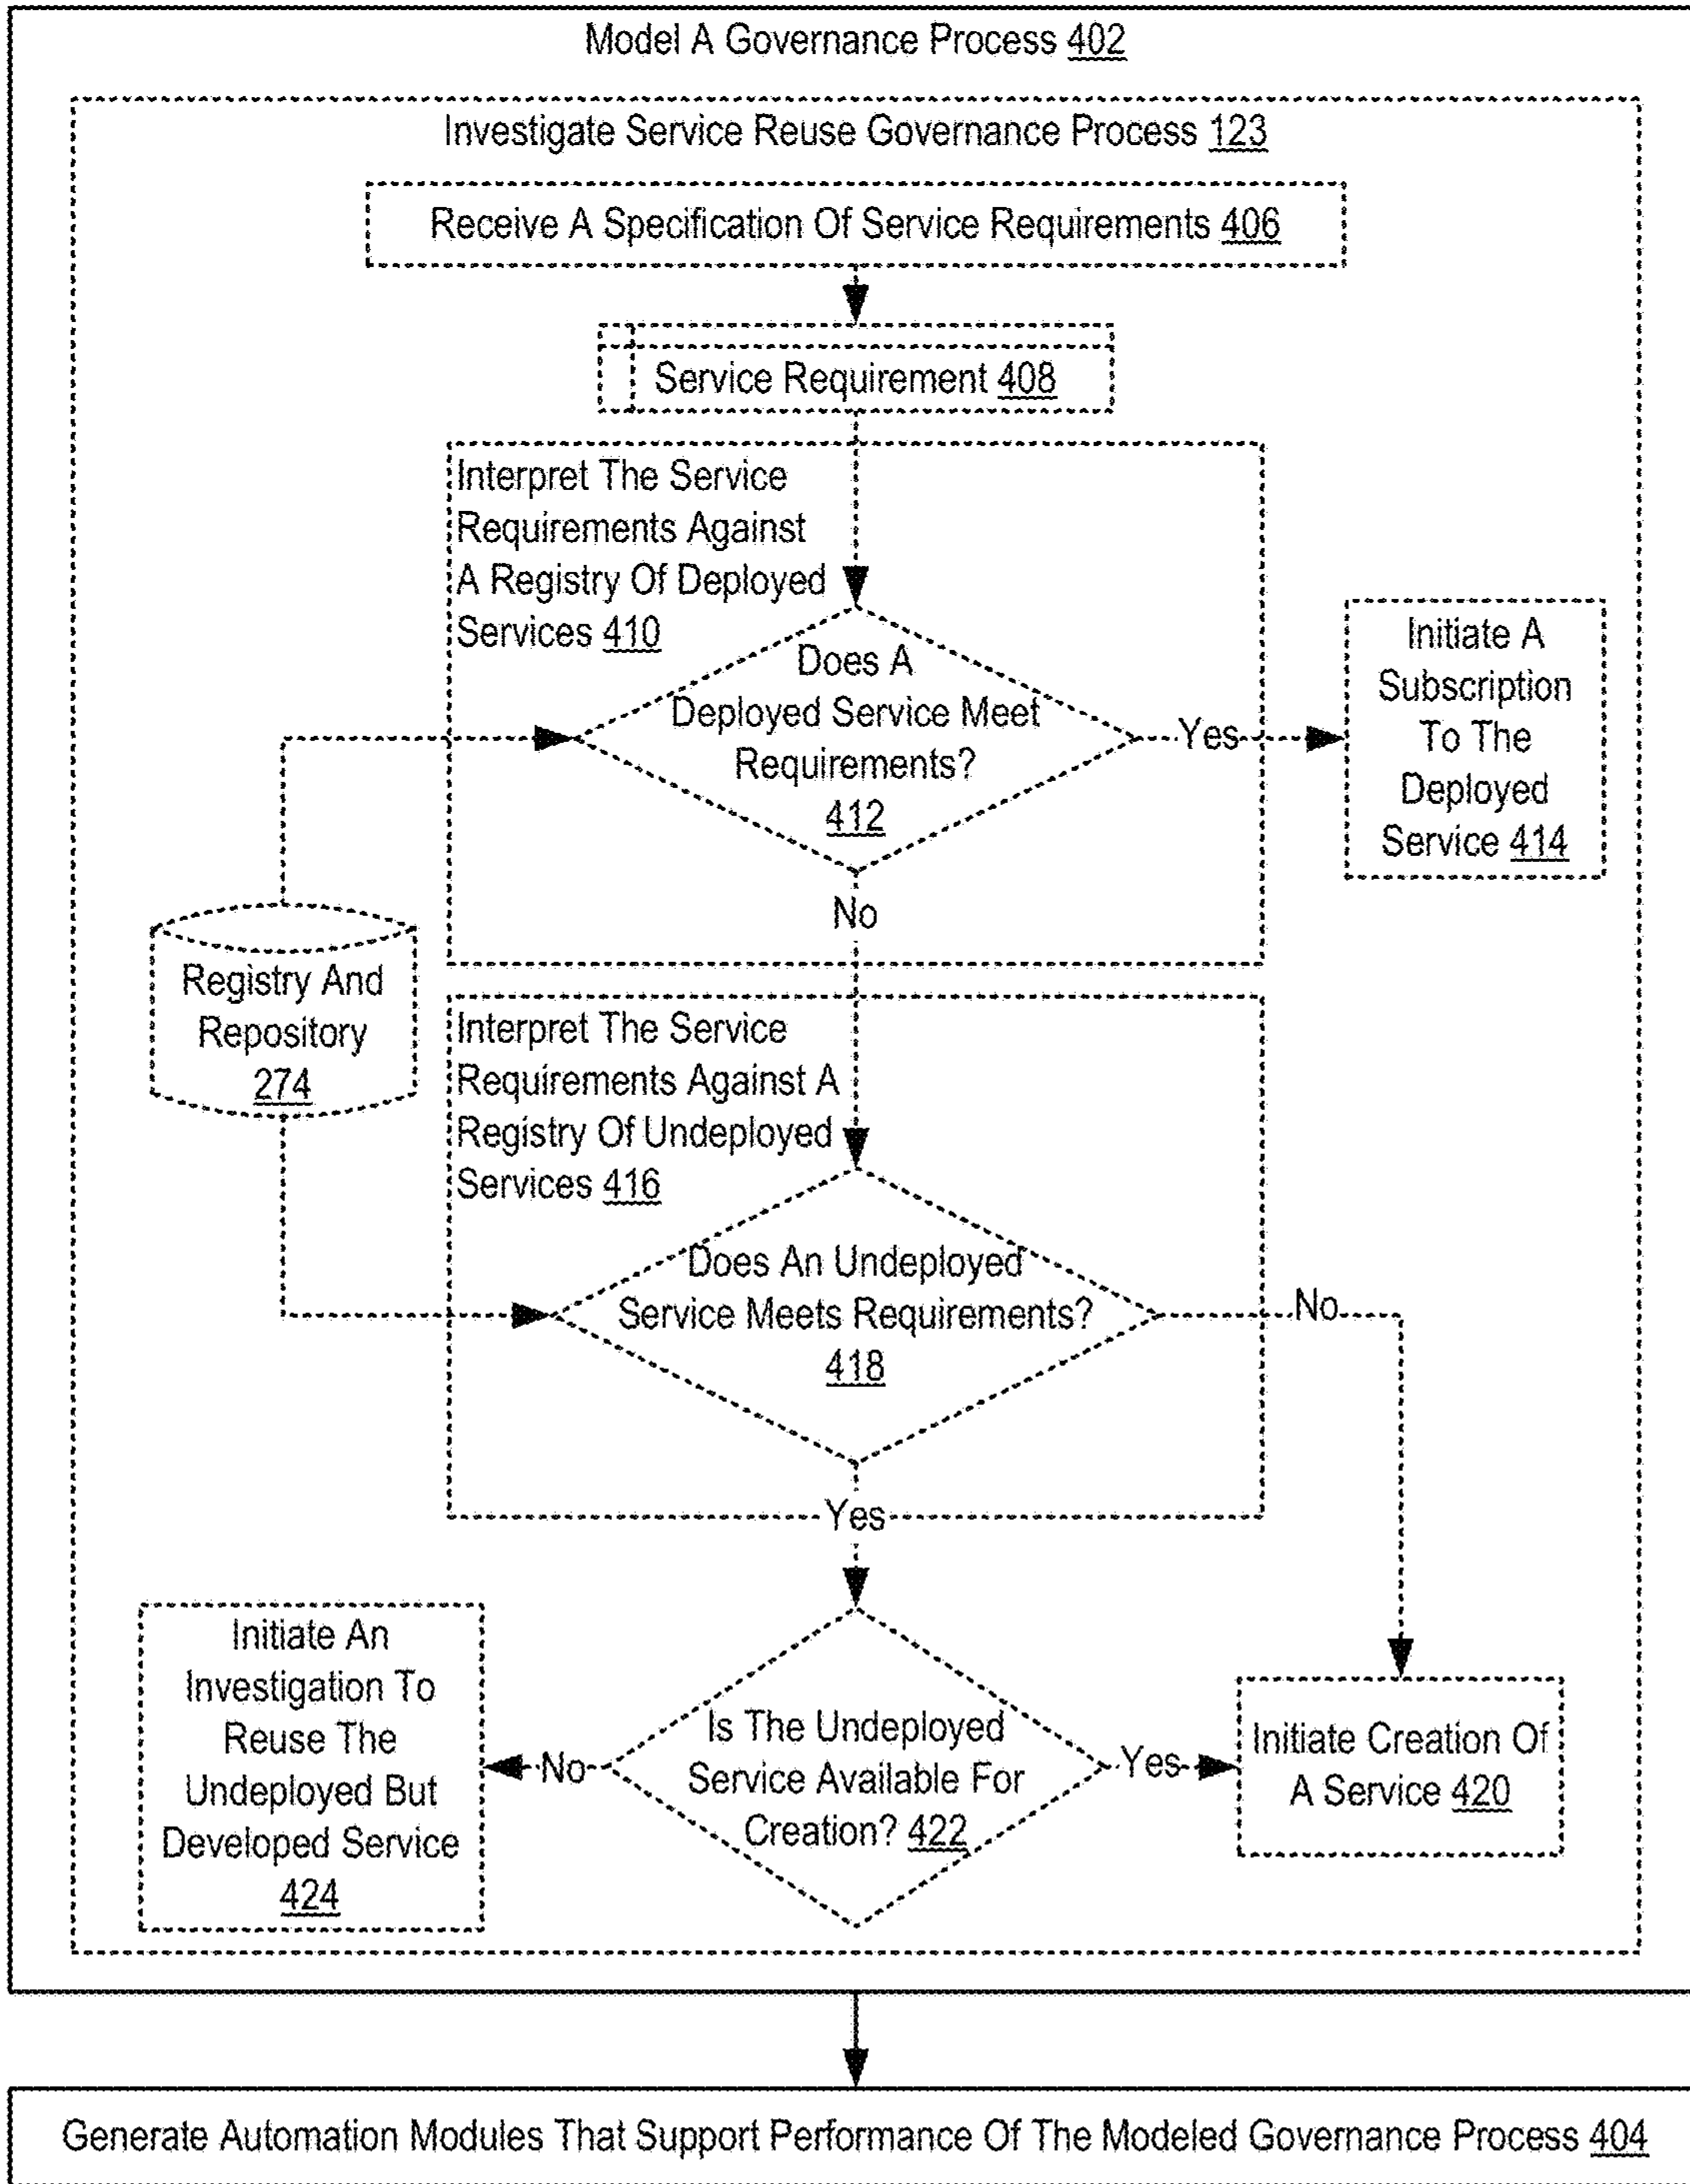 Model A Governance Process 402
Investigate Service Reuse Governance Process 123
Receive A Specification Of Service Requirements 406
Service Requirement 408
Interpret The Service
Requirements Against
A Registry Of Deployed
Services 410
Does A
Deployed Service Meet
Requirements?
412
Yes
Initiate A
Subscription
To The
Deployed
Service 414
No
Registry And
Repository
274
Interpret The Service
Requirements Against A
Registry Of Undeployed
Services 416
Does An Undeployed
Service Meets Requirements?
418
No
Yes
Initiate An
Investigation To
Reuse The
Undeployed But
Developed Service
424
No
Is The Undeployed
Service Available For
Creation? 422
Yes
Initiate Creation Of
A Service 420
Generate Automation Modules That Support Performance Of The Modeled Governance Process 404